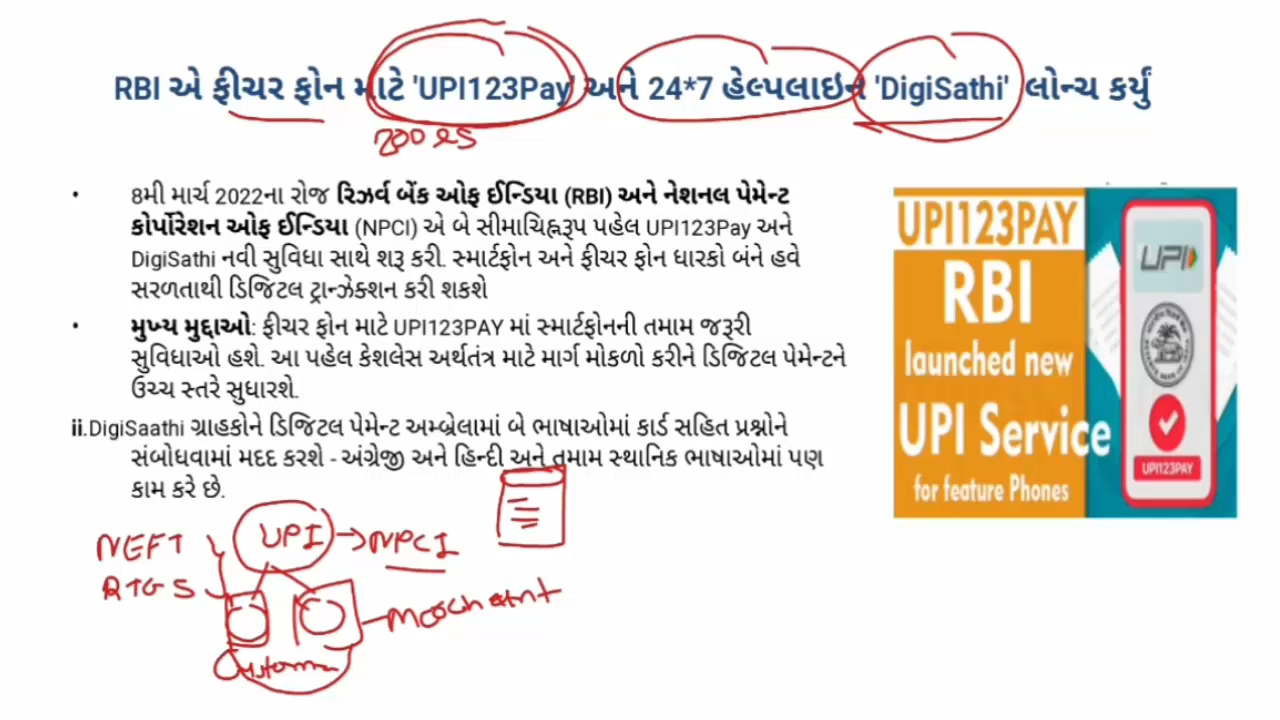 RBI એ ફીચર ફોન માટે 'UPI123Pay' અને 24*7 હેલ્પલાઇન 'DigiSathi' લોન્ચ કર્યું
• 8મી માર્ચ 2022ના રોજ રિઝર્વ બેંક ઓફ ઈન્ડિયા (RBI) અને નેશનલ પેમેન્ટ
કોર્પોરેશન ઓફ ઈન્ડિયા (NPCI) એ બે સીમાચિહ્નરૂપ પહેલ UPI123Pay અને
DigiSathi નવી સુવિધા સાથે શરૂ કરી. સ્માર્ટફોન અને ફીચર ફોન ધારકો બંને હવે
સરળતાથી ડિજિટલ ટ્રાન્ઝેક્શન કરી શકશે
• મુખ્ય મુદ્દાઓ: ફીચર ફોન માટે UPI123PAY માં સ્માર્ટફોનની તમામ જરૂરી
સુવિધાઓ હશે. આ પહેલ કેશલેસ અર્થતંત્ર માટે માર્ગ મોકળો કરીને ડિજિટલ પેમેન્ટને
ઉચ્ચ સ્તરે સુધારશે.
ii.DigiSaathi ગ્રાહકોને ડિજિટલ પેમેન્ટ અમ્બ્રેલામાં બે ભાષાઓમાં કાર્ડ સહિત પ્રશ્નોને
સંબોધવામાં મદદ કરશે - અંગ્રેજી અને હિન્દી અને તમામ સ્થાનિક ભાષાઓમાં પણ
કામ કરે છે.
UPI123PAY
RBI
launched new
UPI Service
for feature Phones
UPI
UPI123PAY
NEFT
UPI
NPCI
RTGS